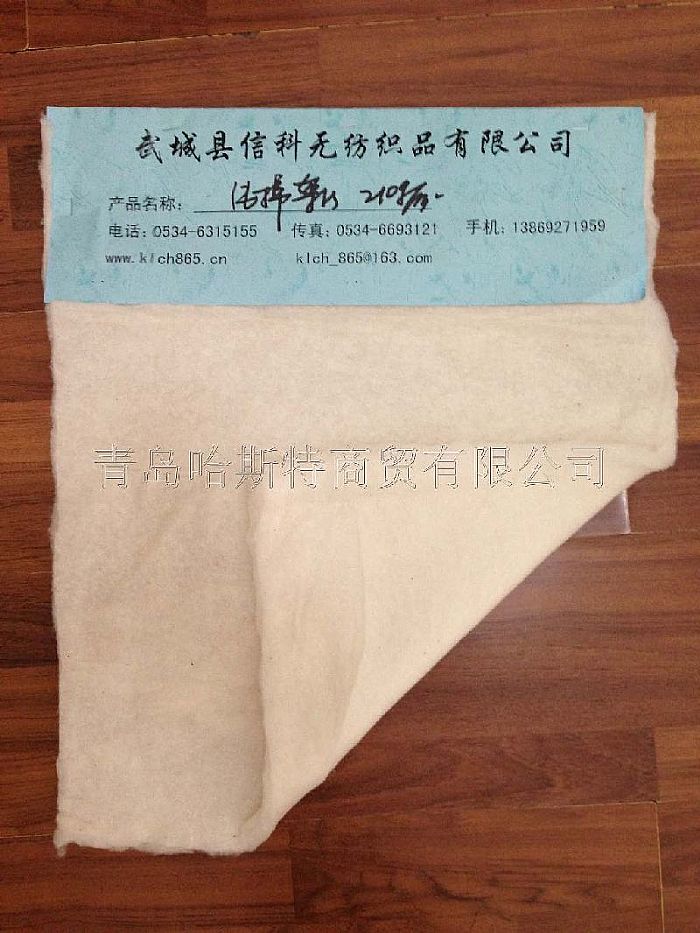 武城县信科无纺织品有限公司
产品名称:
电话:0534-6315155 传真:0534-6693121 手机:13869271959
www.klch865.cn klch_865@163.com
青岛哈斯特商贸有限公司